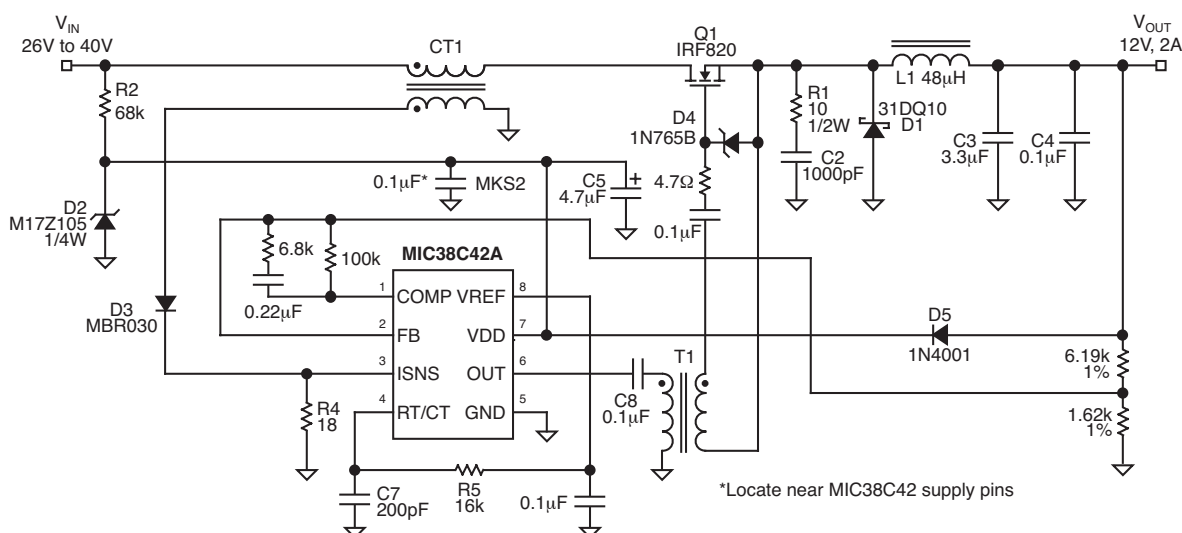 VIN
26V to 40V
CT1
Q1
IRF820
VOUT
12V, 2A
R2
68k
L1 48µH
D4
1N765B
R1
10
1/2W
31DQ10
D1
C3
3.3µF
C4
0.1µF
C2
1000pF
0.1µF*
MKS2
C5
4.7µF
+
4.7Ω
0.1µF
D2
M17Z105
1/4W
6.8k
100k
0.22µF
MIC38C42A
1
COMP
VREF
8
2
FB
VDD
7
3
ISNS
OUT
6
4
RT/CT
GND
5
D3
MBR030
D5
1N4001
6.19k
1%
1.62k
1%
T1
C8
0.1µF
R4
18
C7
200pF
R5
16k
0.1µF
*Locate near MIC38C42 supply pins